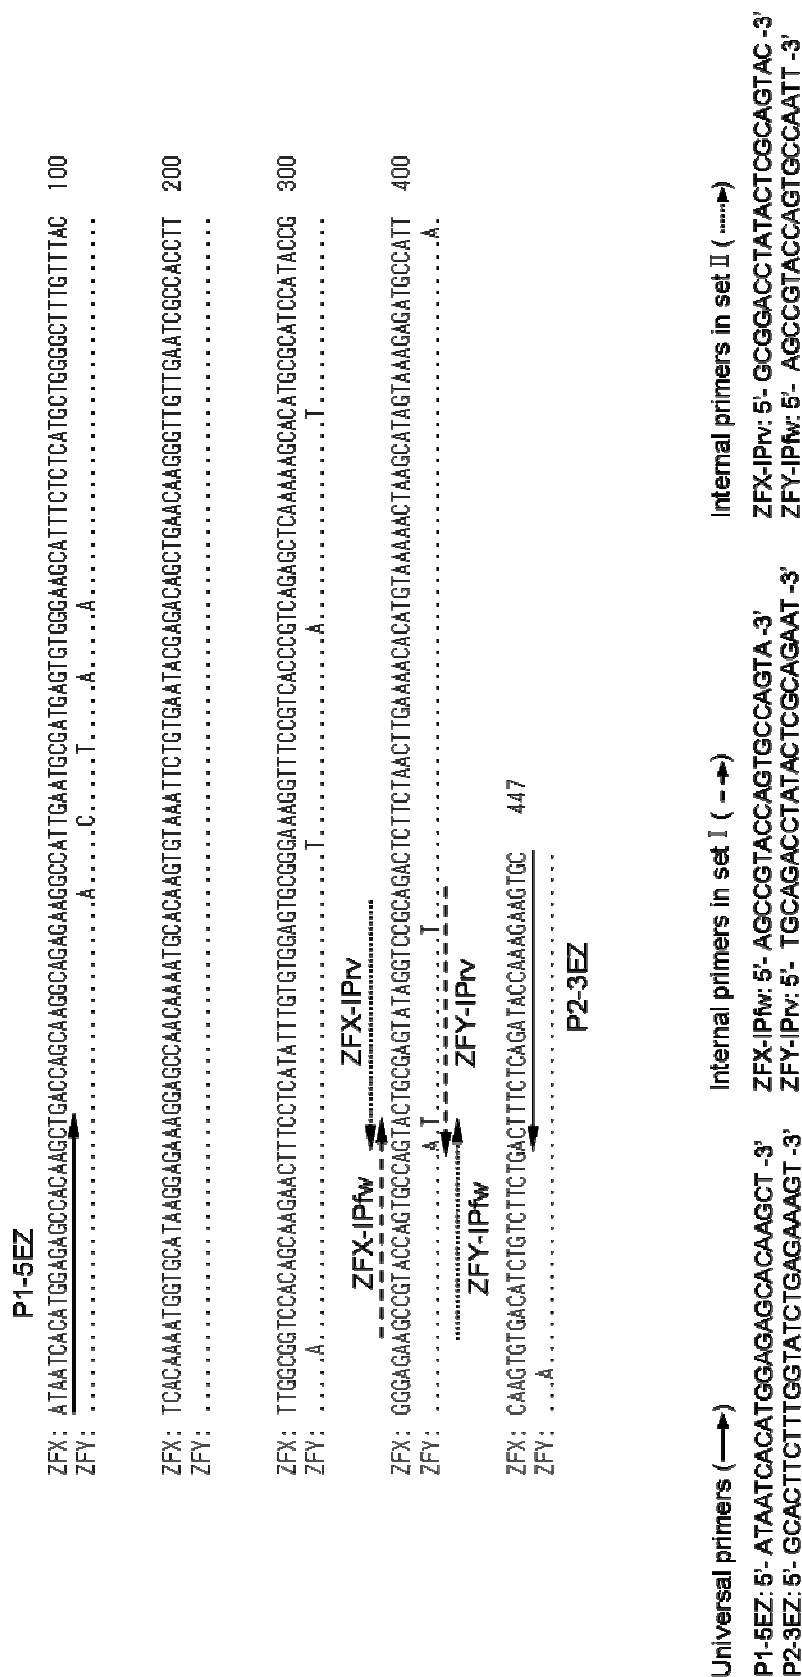 P1-5EZ
ZFX: ATAATCACATGGAGAGCCACAAGCTGACCAGCAAGGCAGAGAAGGCCATTGAATGCGATGAGTGTGGGAAGCATTTCTCTCATGCTGGGGCTTTGTTTAC 100
ZFY: ...........................................A.....C.....T.....A.....A................................
ZFX: TCACAAAATGGTGCATAAGGAGAAAGGAGCCAACAAAATGCACAAGTGTAAATTCTGTGAATACGAGACAGCTGAACAAGGGTTGTTGAATCGCCACCTT 200
ZFY: ....................................................................................................
ZFX: TTGGCGGTCCACAGCAAGAACTTTCCTCATATTTGTGTGGAGTGCGGGAAAGGTTTCCGTCACCCGTCAGAGCTCAAAAAGCACATGCGCATCCATACCG 300
ZFY: .....A.........................................T.................A.................T................
ZFX-IPfw
ZFX-IPrv
ZFX: GGGAGAAGCCGTACCAGTGCCAGTACTGCGAGTATAGGTCCGCAGACTCTTCTAACTTGAAAACACATGTAAAAACTAAGCATAGTAAAGAGATGCCATT 400
ZFY: ......................A.T...............T.........................................................A.
ZFY-IPfw
ZFY-IPrv
ZFX: CAAGTGTGACATCTGTCTTCTGACTTTCTCAGATACCAAAGAAGTGC 447
ZFY: ...A...........................................
P2-3EZ
Universal primers (→)
P1-5EZ: 5'- ATAATCACATGGAGAGCACAAGCT -3'
P2-3EZ: 5'- GCACTTCTTTGGTATCTGAGAAAGT -3'
Internal primers in set Ⅰ ( --➔)
ZFX-IPfw: 5'- AGCCGTACCAGTGCCAGTA -3'
ZFY-IPrv: 5'- TGCAGACCTATACTCGCAGAAT -3'
Internal primers in set Ⅱ (······➔)
ZFX-IPrv: 5'- GCGGACCTATACTCGCAGTAC -3'
ZFY-IPfw: 5'- AGCCGTACCAGTGCCAATT -3'